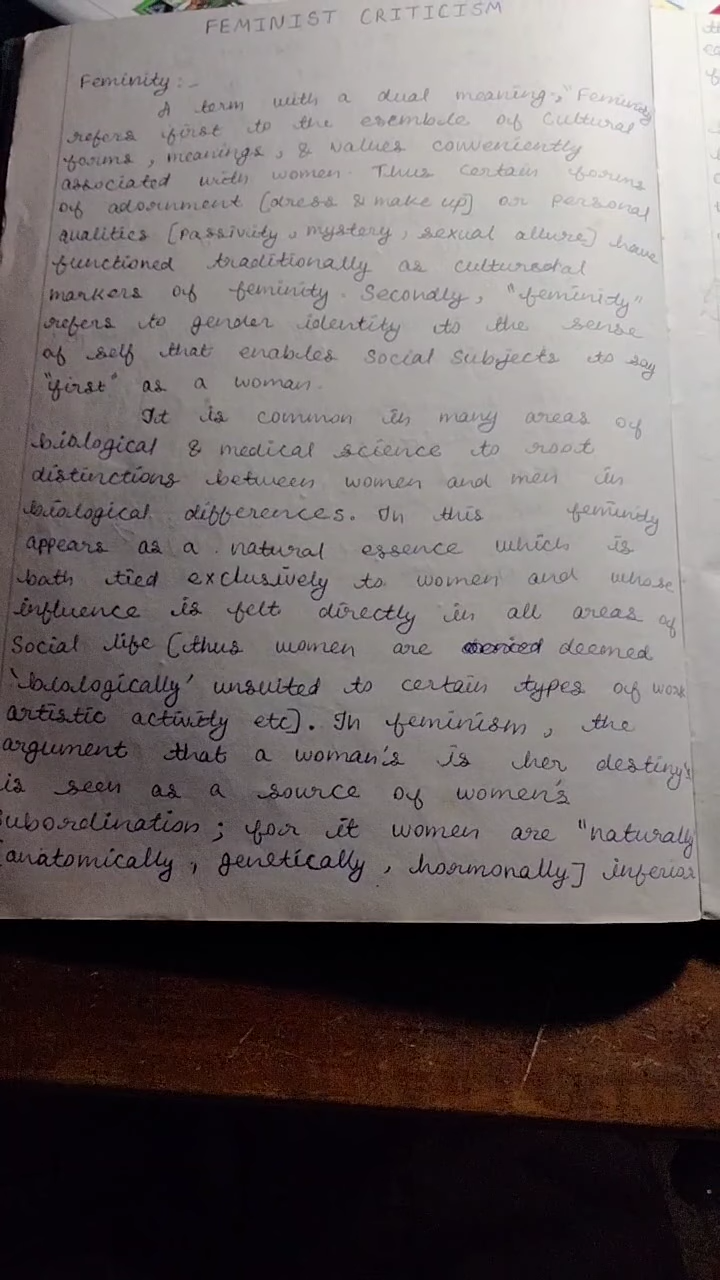 FEMINIST CRITICISM
Feminity :-
A term with a dual meaning, "Feminity
refers first to the esemble of Cultural
forms, meanings, & values conveniently
associated with women. Thus certain forms
of adornment [dress & make up] or personal
qualities [passivity, mystery, sexual allure] have
functioned traditionally as culturedal
markers of feminity. Secondly, "feminity"
refers to gender identity to the sense
of self that enables Social Subjects to say
"first" as a woman.
It is common in many areas of
biological & medical science to root
distinctions between women and men in
biological differences. In this feminity
appears as a natural essence which is
both tied exclusively to women and whose
influence is felt directly in all areas of
Social life [thus women are deemed
'biologically' unsuited to certain types of work
artistic activity etc]. In feminism, the
argument that a woman's is her destiny's
is seen as a source of women's
subordination; for it women are "naturally
[anatomically, genetically, hormonally] inferior